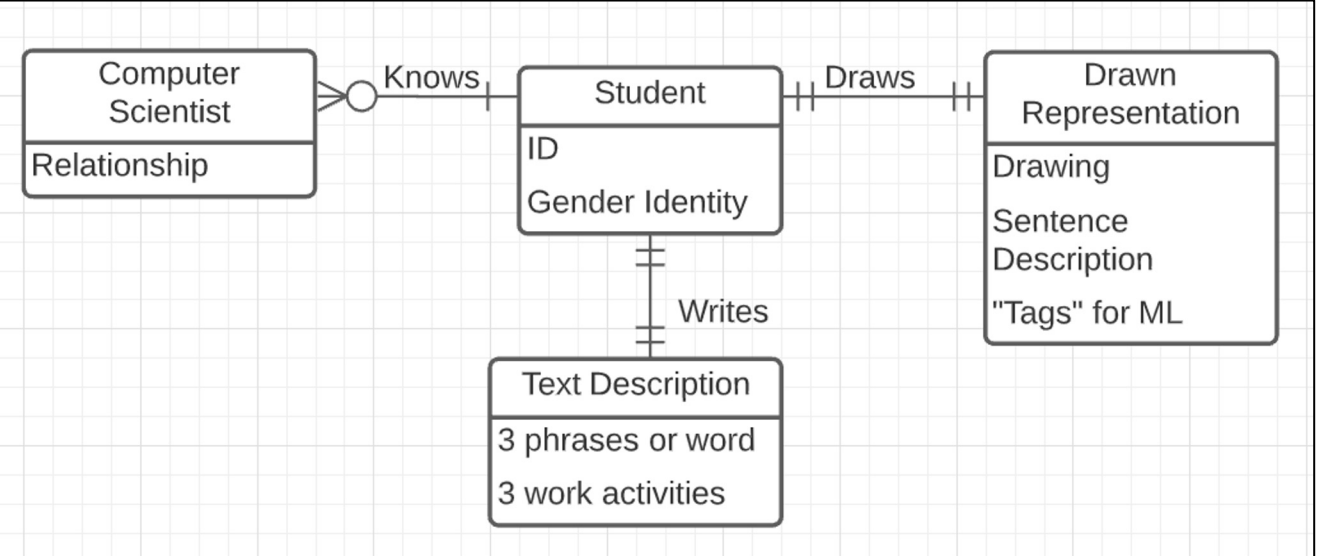 Computer
Scientist
Relationship
Knows
Student
ID
Gender Identity
Draws
Drawn
Representation
Drawing
Sentence
Description
"Tags" for ML
Writes
Text Description
3 phrases or word
3 work activities